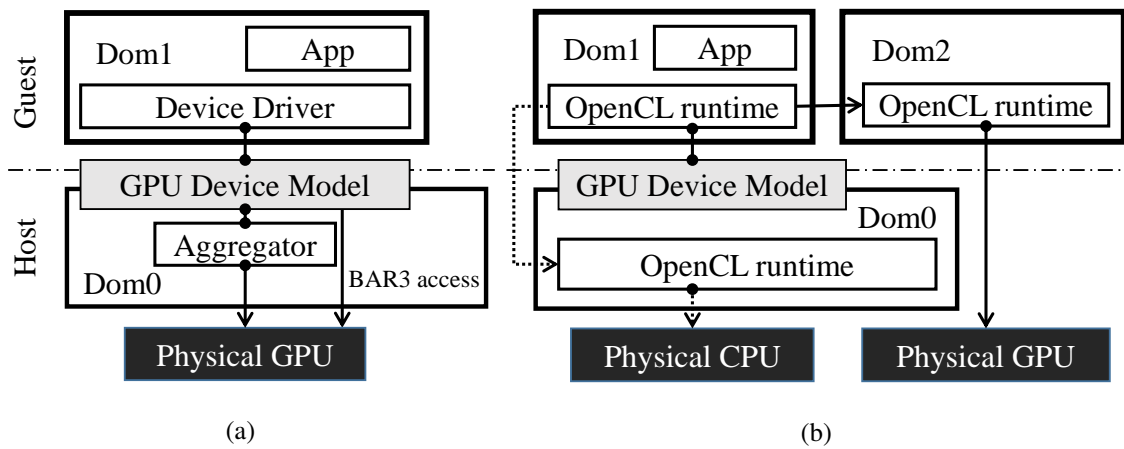 Guest
Host
Dom1
App
Device Driver
GPU Device Model
Aggregator
Dom0
BAR3 access
Physical GPU
(a)
Dom1
App
OpenCL runtime
Dom2
OpenCL runtime
GPU Device Model
Dom0
OpenCL runtime
Physical CPU
Physical GPU
(b)